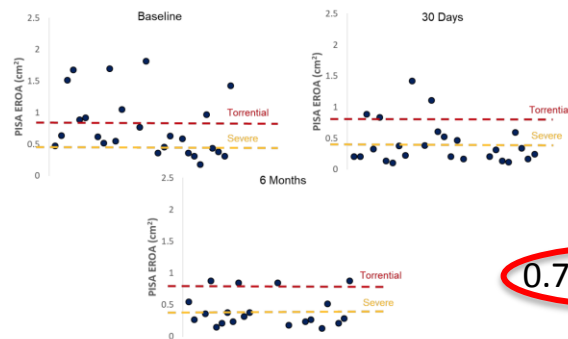 Baseline
2.5
2
1.5
1
0.5
0
PISA EROA (cm²)
Torrential
Severe
30 Days
2.5
2
1.5
1
0.5
0
PISA EROA (cm²)
Torrential
Severe
6 Months
2.5
2
1.5
1
0.5
0
PISA EROA (cm²)
Torrential
Severe
0.7